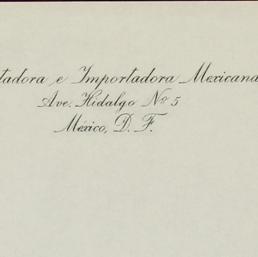 tadora e Importadora Mexicana
Ave. Hidalgo Nº 5
México, D. F.